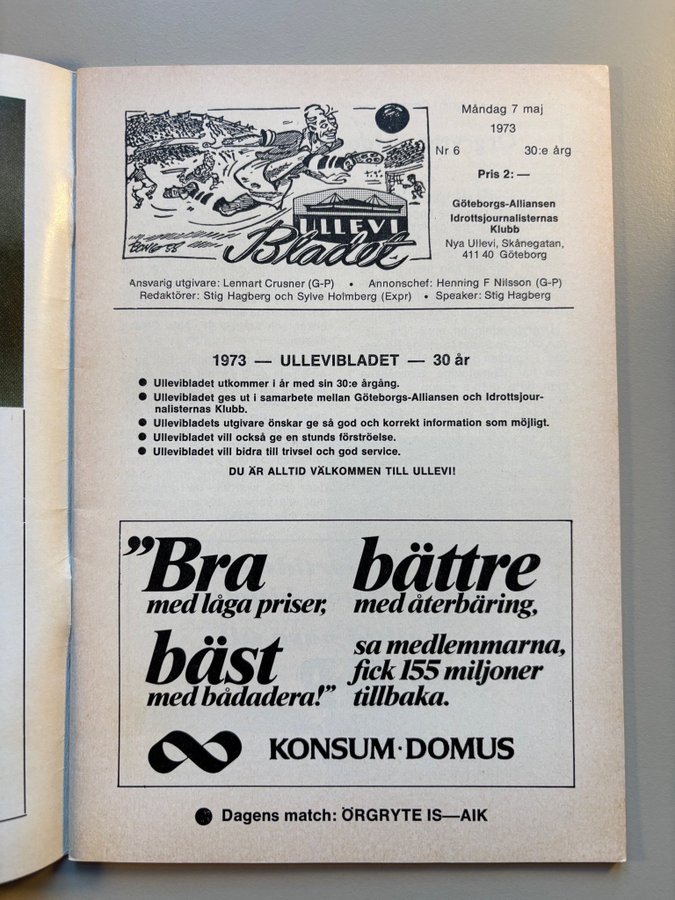 Måndag 7 maj
1973
Nr 6 30:e årg
Pris 2: —
Göteborgs-Alliansen
Idrottsjournalisternas
Klubb
Nya Ullevi, Skånegatan,
411 40 Göteborg
ULLEVI
Bladet
Ansvarig utgivare: Lennart Crusner (G-P) • Annonschef: Henning F Nilsson (G-P)
Redaktörer: Stig Hagberg och Sylve Holmberg (Expr) • Speaker: Stig Hagberg
1973 — ULLEVIBLADET — 30 år
● Ullevibladet utkommer i år med sin 30:e årgång.
● Ullevibladet ges ut i samarbete mellan Göteborgs-Alliansen och Idrottsjour-
nalisternas Klubb.
● Ullevibladets utgivare önskar ge så god och korrekt information som möjligt.
● Ullevibladet vill också ge en stunds förströelse.
● Ullevibladet vill bidra till trivsel och god service.
DU ÄR ALLTID VÄLKOMMEN TILL ULLEVI!
”Bra
med låga priser,
bättre
med återbäring,
bäst
med bådadera!”
sa medlemmarna,
fick 155 miljoner
tillbaka.
KONSUM·DOMUS
● Dagens match: ÖRGRYTE IS—AIK